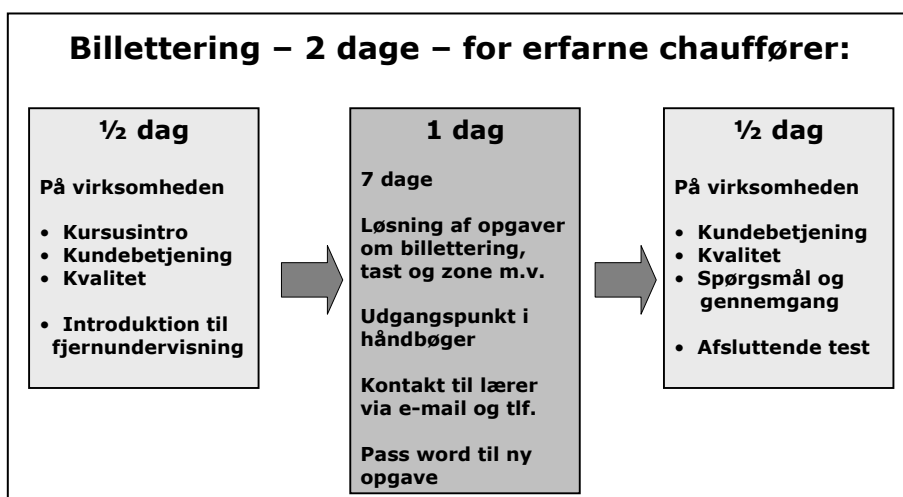 Billettering – 2 dage – for erfarne chauffører:
½ dag
På virksomheden
• Kursusintro
• Kundebetjening
• Kvalitet
• Introduktion til
fjernundervisning
1 dag
7 dage
Løsning af opgaver
om billettering,
tast og zone m.v.
Udgangspunkt i
håndbøger
Kontakt til lærer
via e-mail og tlf.
Pass word til ny
opgave
½ dag
På virksomheden
• Kundebetjening
• Kvalitet
• Spørgsmål og
gennemgang
• Afsluttende test